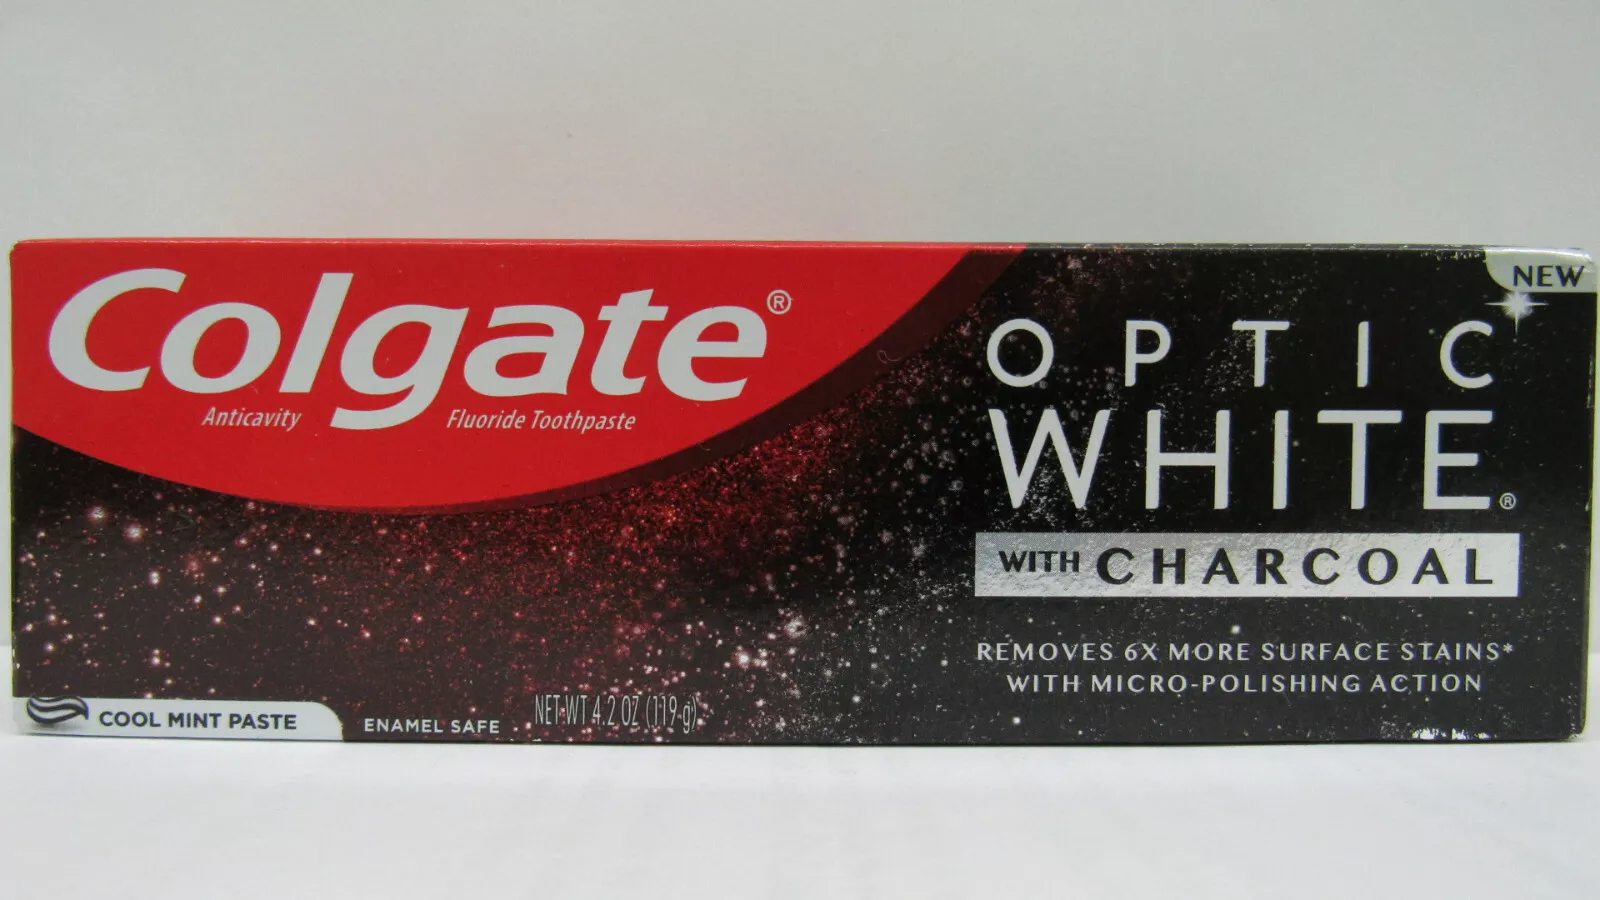 Colgate®
Anticavity Fluoride Toothpaste
NEW
OPTIC
WHITE®
WITH CHARCOAL
REMOVES 6X MORE SURFACE STAINS*
WITH MICRO-POLISHING ACTION
COOL MINT PASTE
ENAMEL SAFE
NET WT 4.2 OZ (119 g)